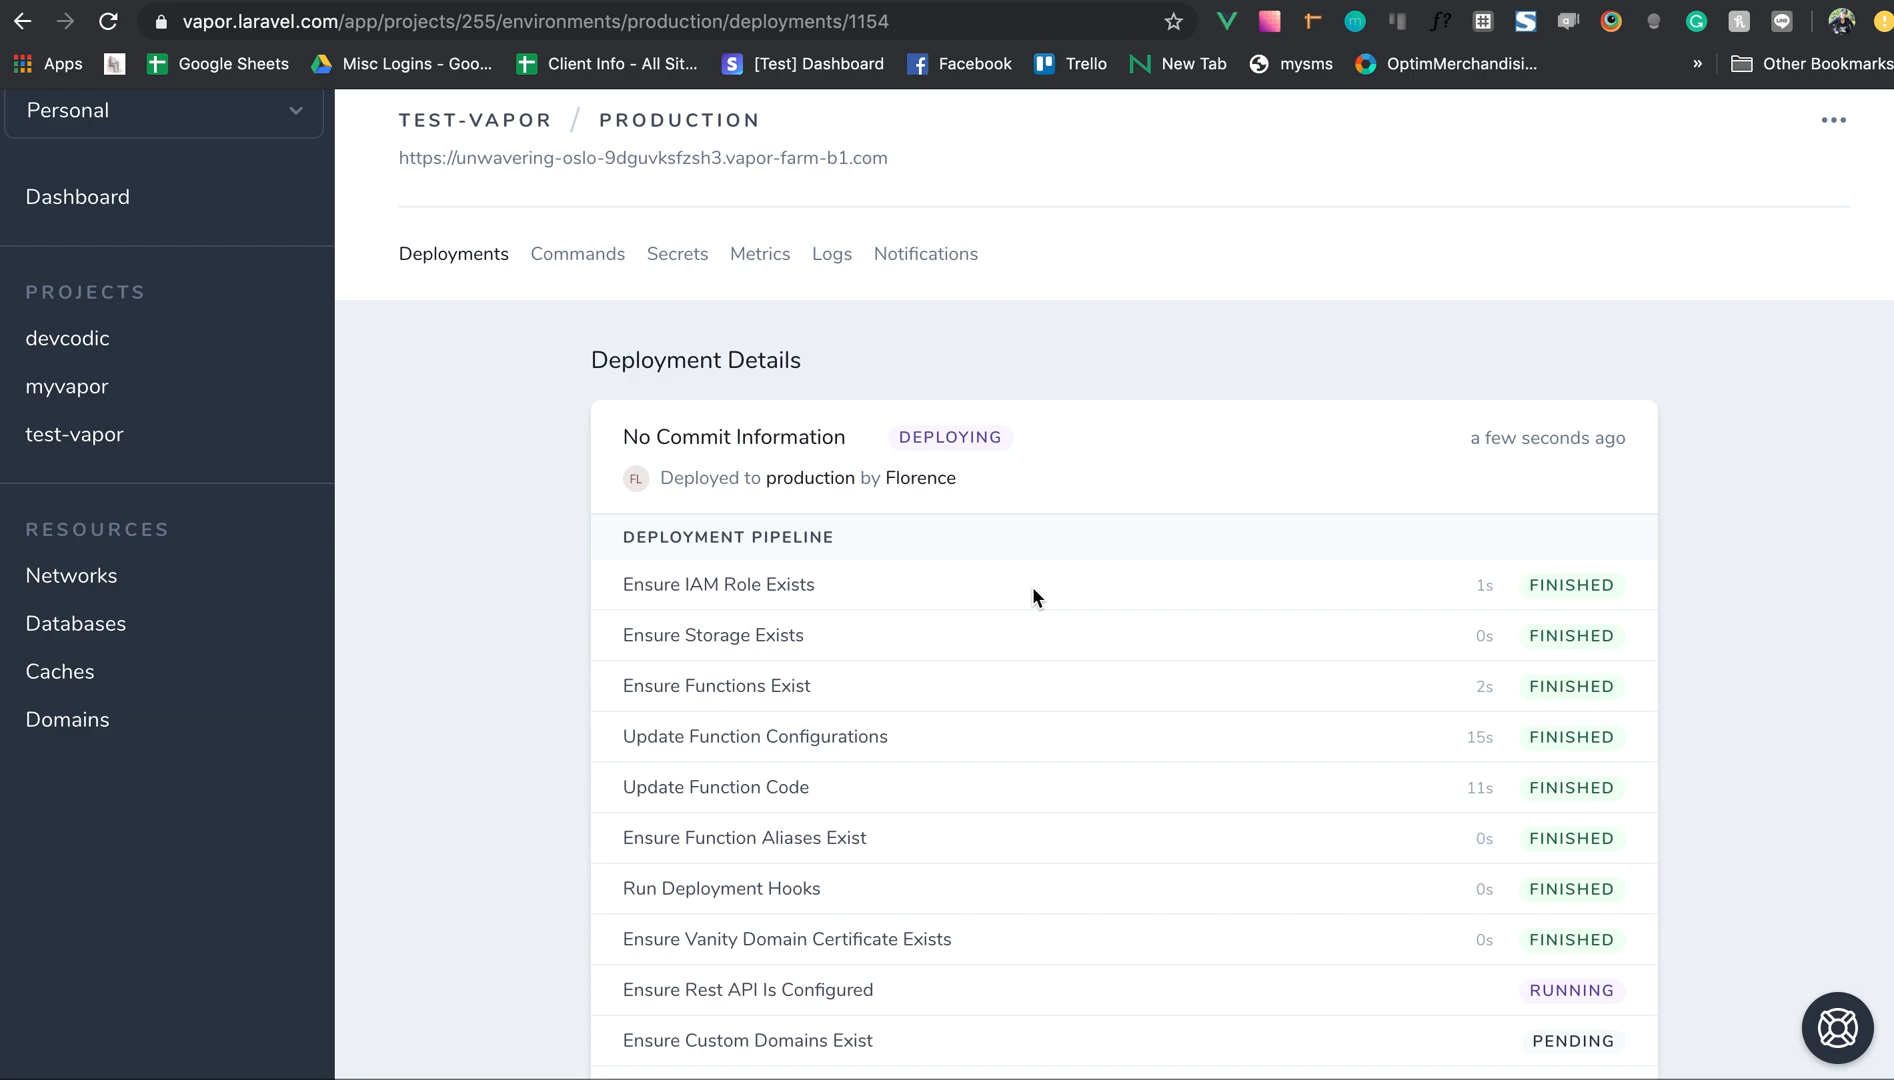 vapor.laravel.com/app/projects/255/environments/production/deployments/1154
Apps Google Sheets Misc Logins - Goo... Client Info - All Sit... [Test] Dashboard Facebook Trello New Tab mysms OptimMerchandisi... » Other Bookmarks
Personal
Dashboard
PROJECTS
devcodic
myvapor
test-vapor
RESOURCES
Networks
Databases
Caches
Domains
TEST-VAPOR / PRODUCTION
https://unwavering-oslo-9dguvksfzsh3.vapor-farm-b1.com
Deployments Commands Secrets Metrics Logs Notifications
Deployment Details
No Commit Information DEPLOYING a few seconds ago
FL Deployed to production by Florence
DEPLOYMENT PIPELINE
Ensure IAM Role Exists 1s FINISHED
Ensure Storage Exists 0s FINISHED
Ensure Functions Exist 2s FINISHED
Update Function Configurations 15s FINISHED
Update Function Code 11s FINISHED
Ensure Function Aliases Exist 0s FINISHED
Run Deployment Hooks 0s FINISHED
Ensure Vanity Domain Certificate Exists 0s FINISHED
Ensure Rest API Is Configured RUNNING
Ensure Custom Domains Exist PENDING